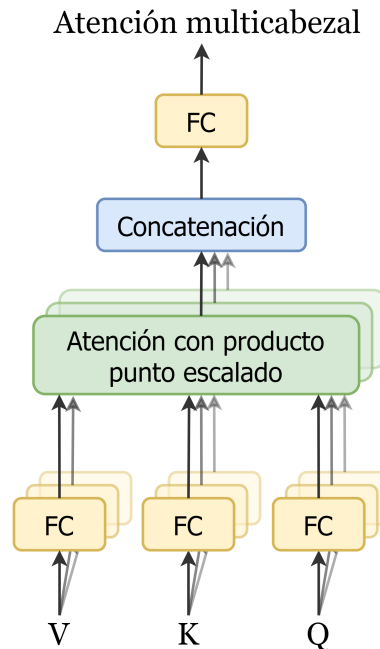 Atención multicabezal
FC
Concatenación
Atención con producto
punto escalado
FC FC FC
V K Q